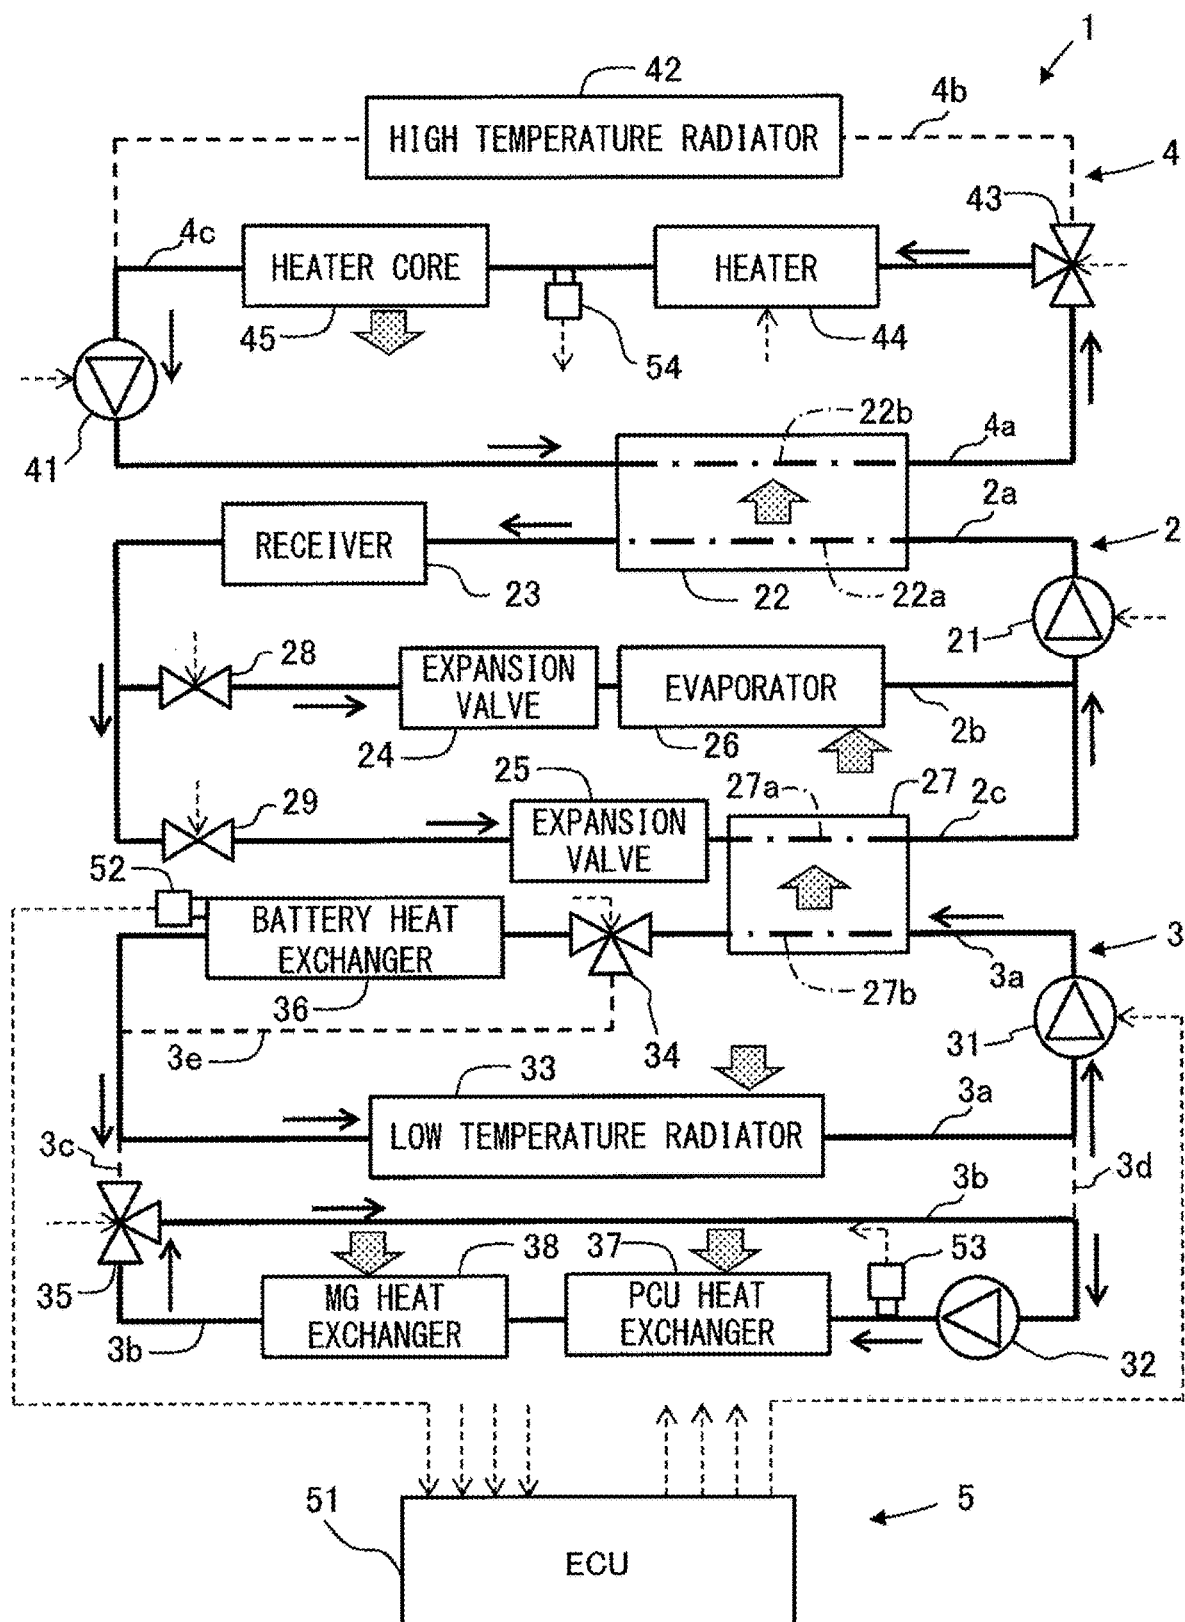 1
42
4b
HIGH TEMPERATURE RADIATOR
4
43
4c
HEATER CORE
HEATER
45
54
44
41
22b
4a
2a
RECEIVER
2
23
22
22a
21
28
EXPANSION
VALVE
EVAPORATOR
24
26
2b
25
27a
27
2c
29
EXPANSION
VALVE
52
BATTERY HEAT
EXCHANGER
3
3a
36
27b
31
3e
34
33
3a
LOW TEMPERATURE RADIATOR
3c
3d
3b
38
37
53
35
MG HEAT
EXCHANGER
PCU HEAT
EXCHANGER
3b
32
51
5
ECU